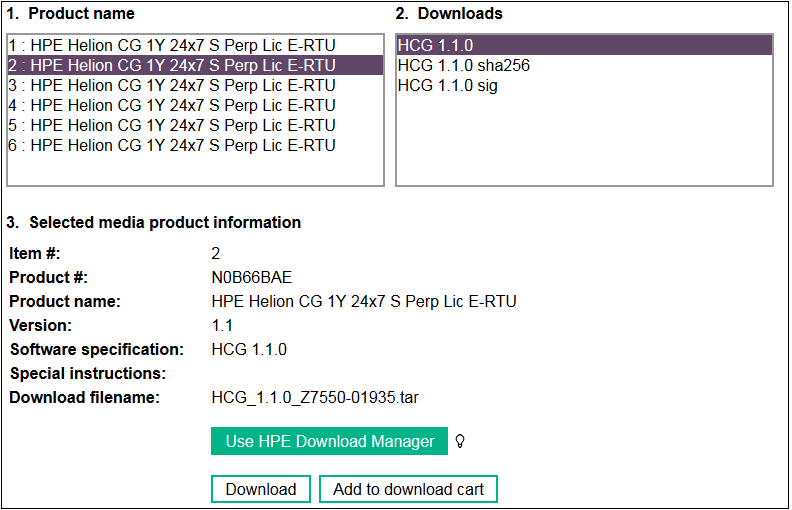 1. Product name
1 : HPE Helion CG 1Y 24x7 S Perp Lic E-RTU
2 : HPE Helion CG 1Y 24x7 S Perp Lic E-RTU
3 : HPE Helion CG 1Y 24x7 S Perp Lic E-RTU
4 : HPE Helion CG 1Y 24x7 S Perp Lic E-RTU
5 : HPE Helion CG 1Y 24x7 S Perp Lic E-RTU
6 : HPE Helion CG 1Y 24x7 S Perp Lic E-RTU
2. Downloads
HCG 1.1.0
HCG 1.1.0 sha256
HCG 1.1.0 sig
3. Selected media product information
Item #: 2
Product #: N0B66BAE
Product name: HPE Helion CG 1Y 24x7 S Perp Lic E-RTU
Version: 1.1
Software specification: HCG 1.1.0
Special instructions:
Download filename: HCG_1.1.0_Z7550-01935.tar
Use HPE Download Manager
Download Add to download cart